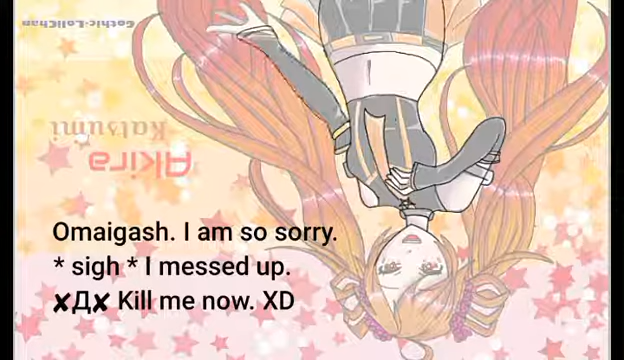 Gothic-LoliChan
Akira
Katsumi
Omaigash. I am so sorry.
* sigh * I messed up.
✘Д✘ Kill me now. XD